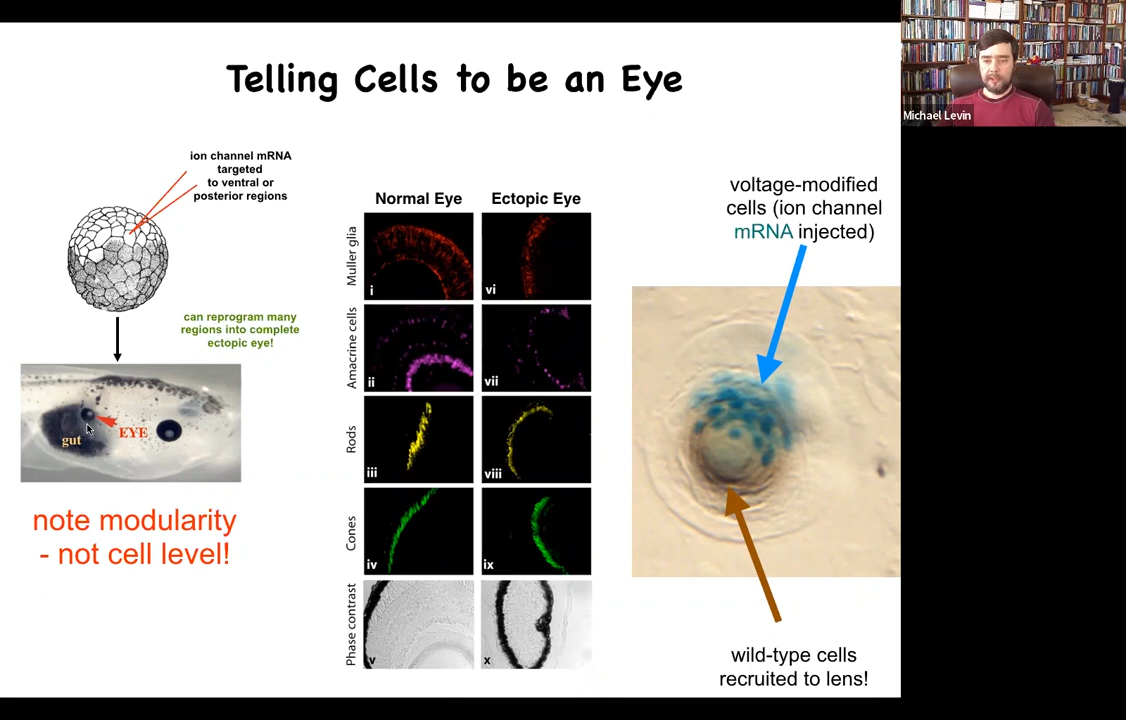 Telling Cells to be an Eye
Michael Levin
ion channel mRNA
targeted
to ventral or
posterior regions
can reprogram many
regions into complete
ectopic eye!
gut
EYE
note modularity
- not cell level!
Normal Eye
Ectopic Eye
Muller glia
i
vi
Amacrine cells
ii
vii
Rods
iii
viii
Cones
iv
ix
Phase contrast
v
x
voltage-modified
cells (ion channel
mRNA injected)
wild-type cells
recruited to lens!